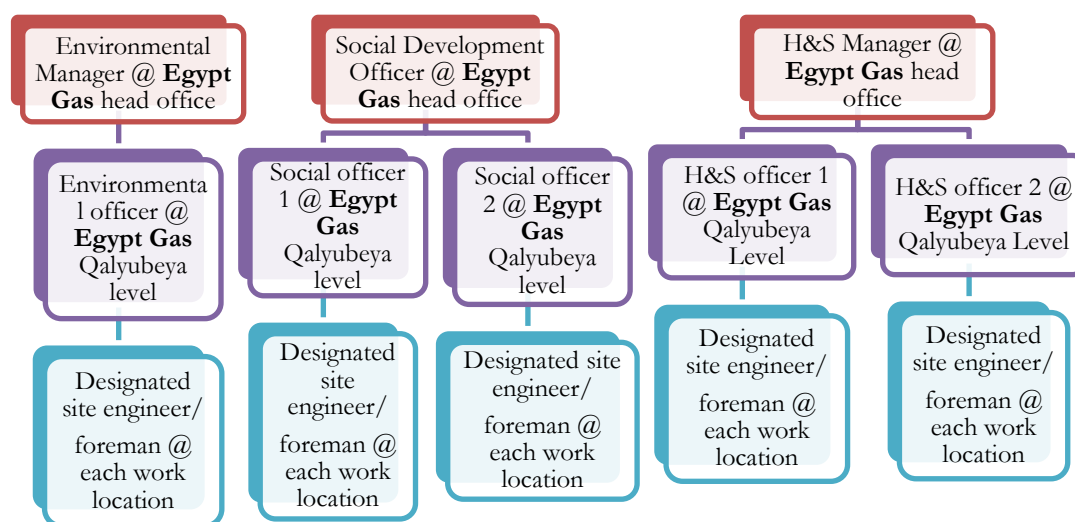 Environmental
Manager @ Egypt
Gas head office
Social Development
Officer @ Egypt
Gas head office
H&S Manager @
Egypt Gas head
office
Environmenta
l officer @
Egypt Gas
Qalyubeya
level
Social officer
1 @ Egypt
Gas
Qalyubeya
level
Social officer
2 @ Egypt
Gas
Qalyubeya
level
H&S officer 1
@ Egypt Gas
Qalyubeya
Level
H&S officer 2 @
Egypt Gas
Qalyubeya Level
Designated
site engineer/
foreman @
each work
location
Designated
site
engineer/
foreman @
each work
location
Designated site
engineer/
foreman @
each work
location
Designated
site engineer/
foreman @
each work
location
Designated
site engineer/
foreman @
each work
location